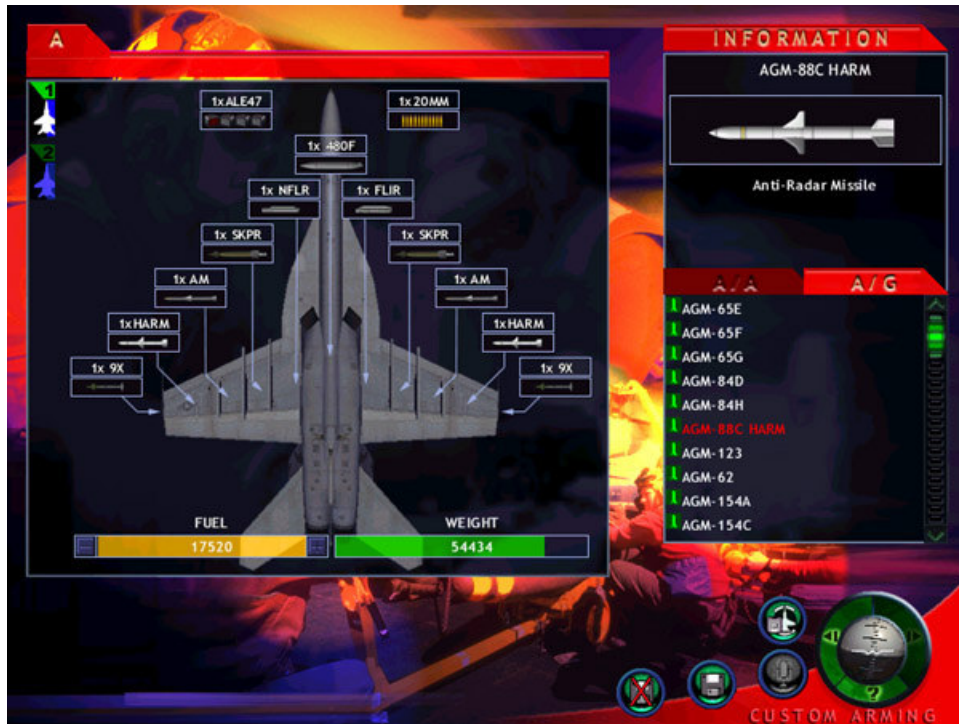 A
1
2
1xALE47
1x20MM
1x 480F
1x NFLR
1x FLIR
1x SKPR
1x SKPR
1x AM
1x AM
1xHARM
1xHARM
1x 9X
1x 9X
FUEL
WEIGHT
17520
54434
INFORMATION
AGM-88C HARM
Anti-Radar Missile
A/A
A/G
AGM-65E
AGM-65F
AGM-65G
AGM-84D
AGM-84H
AGM-88C HARM
AGM-123
AGM-62
AGM-154A
AGM-154C
?
CUSTOM ARMING